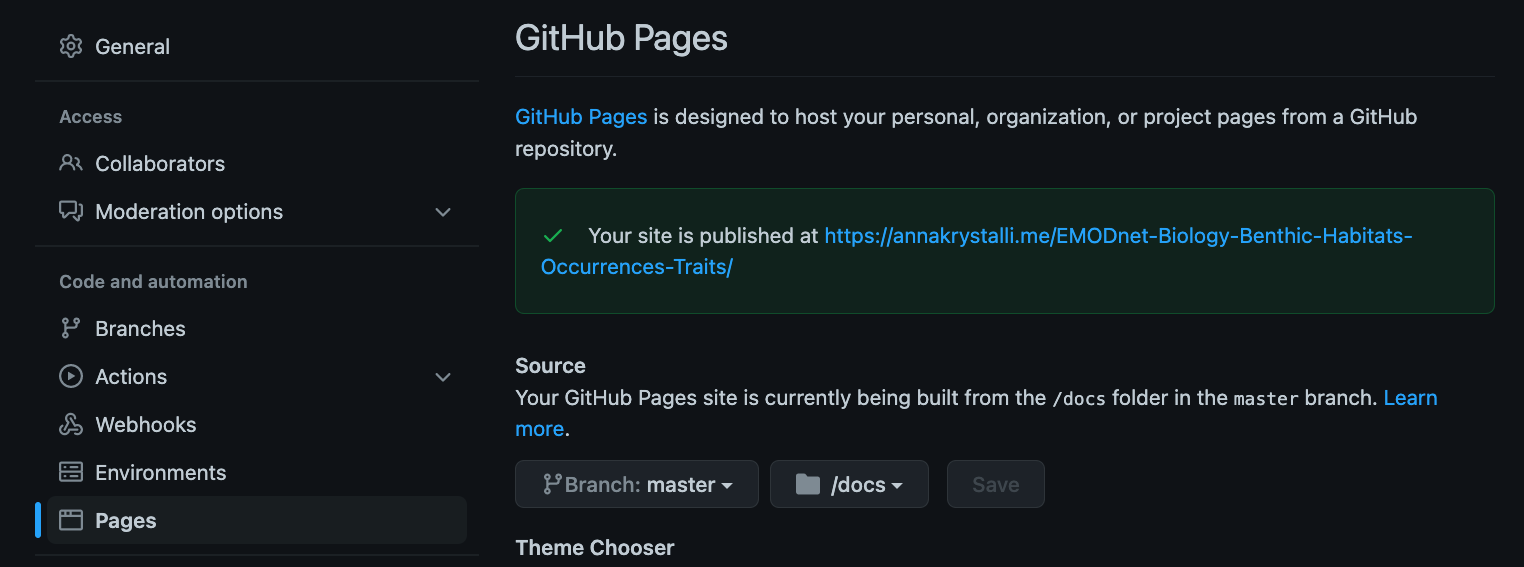 General
Access
Collaborators
Moderation options
Code and automation
Branches
Actions
Webhooks
Environments
Pages
GitHub Pages
GitHub Pages is designed to host your personal, organization, or project pages from a GitHub
repository.
Your site is published at https://annakrystalli.me/EMODnet-Biology-Benthic-Habitats-
Occurrences-Traits/
Source
Your GitHub Pages site is currently being built from the /docs folder in the master branch. Learn
more.
Branch: master /docs Save
Theme Chooser